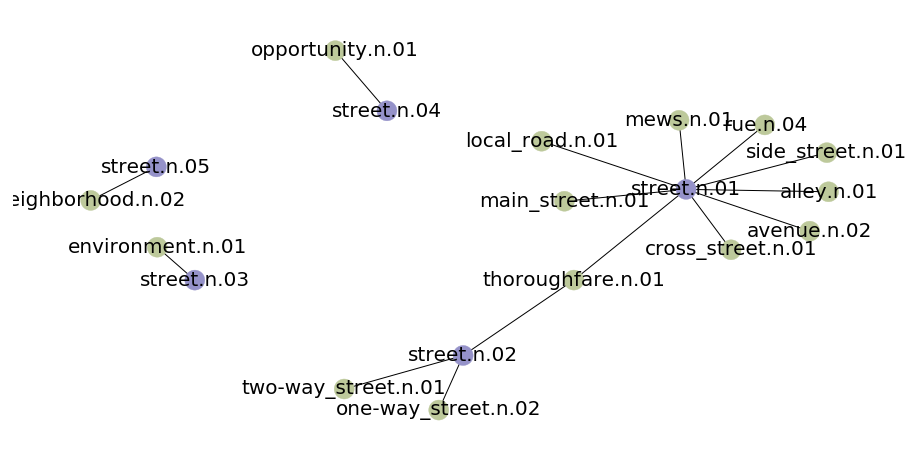 opportunity.n.01
street.n.04
mews.n.01
rue.n.04
local_road.n.01
side_street.n.01
street.n.05
street.n.01
alley.n.01
eighborhood.n.02
main_street.n.01
avenue.n.02
environment.n.01
cross_street.n.01
street.n.03
thoroughfare.n.01
street.n.02
two-way_street.n.01
one-way_street.n.02